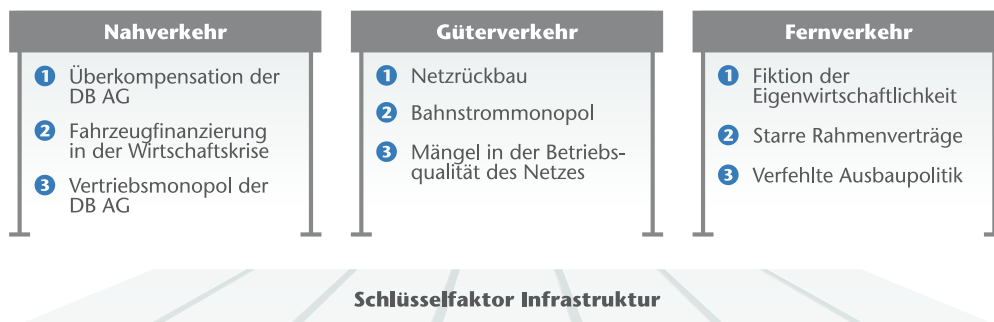 Nahverkehr
1 Überkompensation der
DB AG
2 Fahrzeugfinanzierung
in der Wirtschaftskrise
3 Vertriebsmonopol der
DB AG
Güterverkehr
1 Netzrückbau
2 Bahnstrommonopol
3 Mängel in der Betriebs-
qualität des Netzes
Fernverkehr
1 Fiktion der
Eigenwirtschaftlichkeit
2 Starre Rahmenverträge
3 Verfehlte Ausbaupolitik
Schlüsselfaktor Infrastruktur